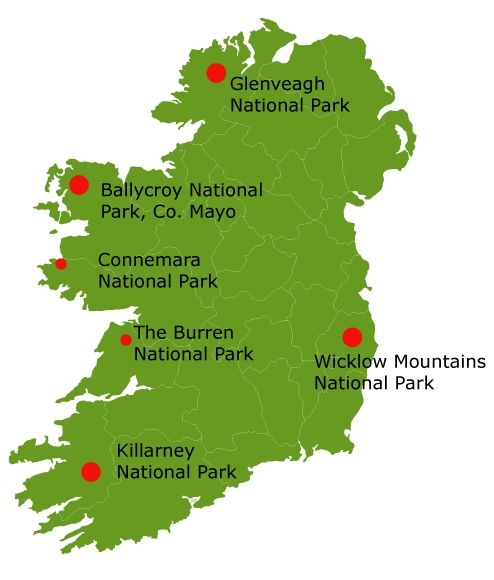 Glenveagh
National Park
Ballycroy National
Park, Co. Mayo
Connemara
National Park
The Burren
National Park
Wicklow Mountains
National Park
Killarney
National Park